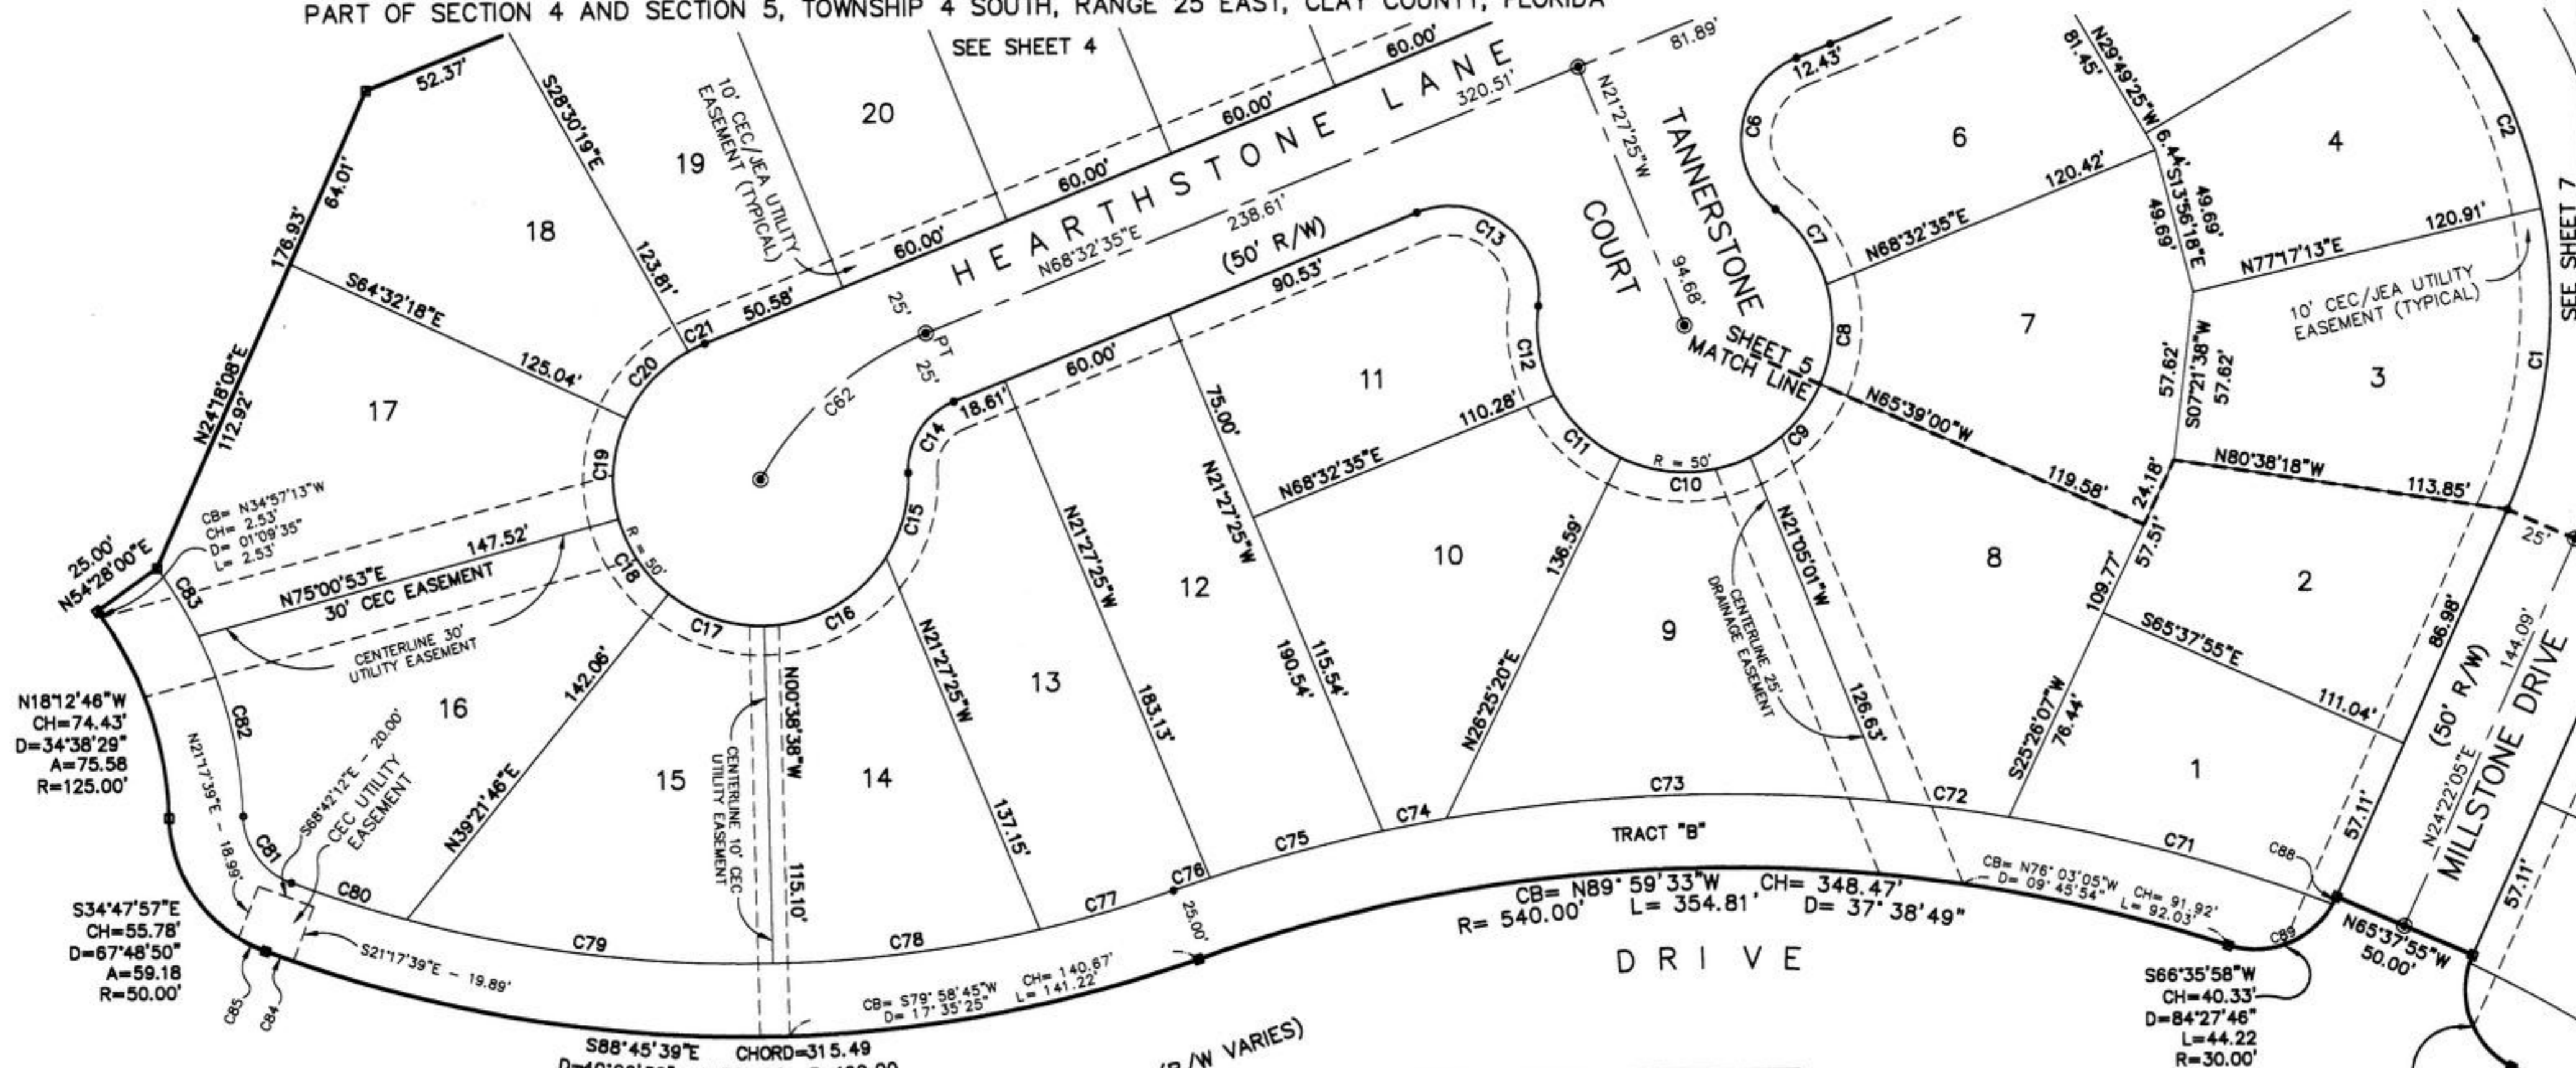 PART OF SECTION 4 AND SECTION 5, TOWNSHIP 4 SOUTH, RANGE 25 EAST, CLAY COUNTY, FLORIDA
SEE SHEET 4
52.37'
S28°30'19"E
123.81'
64.01'
176.93'
N24°18'08"E
112.92'
18
19
20
10' CEC/JEA UTILITY
EASEMENT (TYPICAL)
60.00'
60.00'
60.00'
60.00'
50.58'
HEARTHSTONE LANE
N68°32'35"E
238.61'
320.51'
81.89'
(50' R/W)
90.53'
60.00'
18.61'
25'
PT
25'
C62
C21
C20
C19
C18
C17
C16
C15
C14
C13
C12
C11
C10
C9
C8
C7
C6
R = 50'
R = 50'
N21°27'25"W
94.68'
TANNERSTONE
COURT
SHEET 5
MATCH LINE
12.43'
6
N29°49'25"W
81.45'
6.44'
S13°56'18"E
49.69'
49.69'
120.42'
N68°32'35"E
4
C2
120.91'
N77°17'13"E
10' CEC/JEA UTILITY
EASEMENT (TYPICAL)
SEE SHEET 7
7
57.62'
S07°21'38"W
57.62'
3
C1
N65°39'00"W
119.58'
24.18'
N80°38'18"W
113.85'
25'
S64°32'18"E
125.04'
17
CB= N34°57'13"W
CH= 2.53'
D= 01°09'35"
L= 2.53'
25.00'
N54°28'00"E
C83
147.52'
N75°00'53"E
30' CEC EASEMENT
CENTERLINE 30'
UTILITY EASEMENT
N18°12'46"W
CH=74.43'
D=34°38'29"
A=75.58
R=125.00'
C82
16
142.06'
N39°21'46"E
N21°17'39"E - 18.99'
S68°42'12"E - 20.00'
CEC UTILITY
EASEMENT
C81
C80
S34°47'57"E
CH=55.78'
D=67°48'50"
A=59.18
R=50.00'
C85
C84
S21°17'39"E - 19.89'
15
CENTERLINE 10' CEC
UTILITY EASEMENT
N00°38'38"W
115.10'
14
N21°27'25"W
137.15'
13
N21°27'25"W
183.13'
12
75.00'
N21°27'25"W
115.54'
190.54'
11
110.28'
N68°32'35"E
10
136.59'
N26°25'20"E
9
CENTERLINE 25'
DRAINAGE EASEMENT
N21°05'01"W
126.63'
8
109.77'
57.51'
S25°26'07"W
76.44'
2
S65°37'55"E
111.04'
1
86.98'
(50' R/W)
144.09'
N24°22'05"E
MILLSTONE DRIVE
57.11'
57.11'
C79
C78
C77
C76
C75
C74
C73
C72
C71
C88
C89
TRACT "B"
25.00'
CB= S79°58'45"W CH= 140.67'
D= 17°35'25" L= 141.22'
CB= N89°59'33"W CH= 348.47'
R= 540.00' L= 354.81' D= 37°38'49"
CB= N76°03'05"W CH= 91.92'
D= 09°45'54" L= 92.03'
DRIVE
N65°37'55"W
50.00'
S66°35'58"W
CH=40.33'
D=84°27'46"
L=44.22
R=30.00'
S88°45'39"E CHORD=315.49
(R/W VARIES)